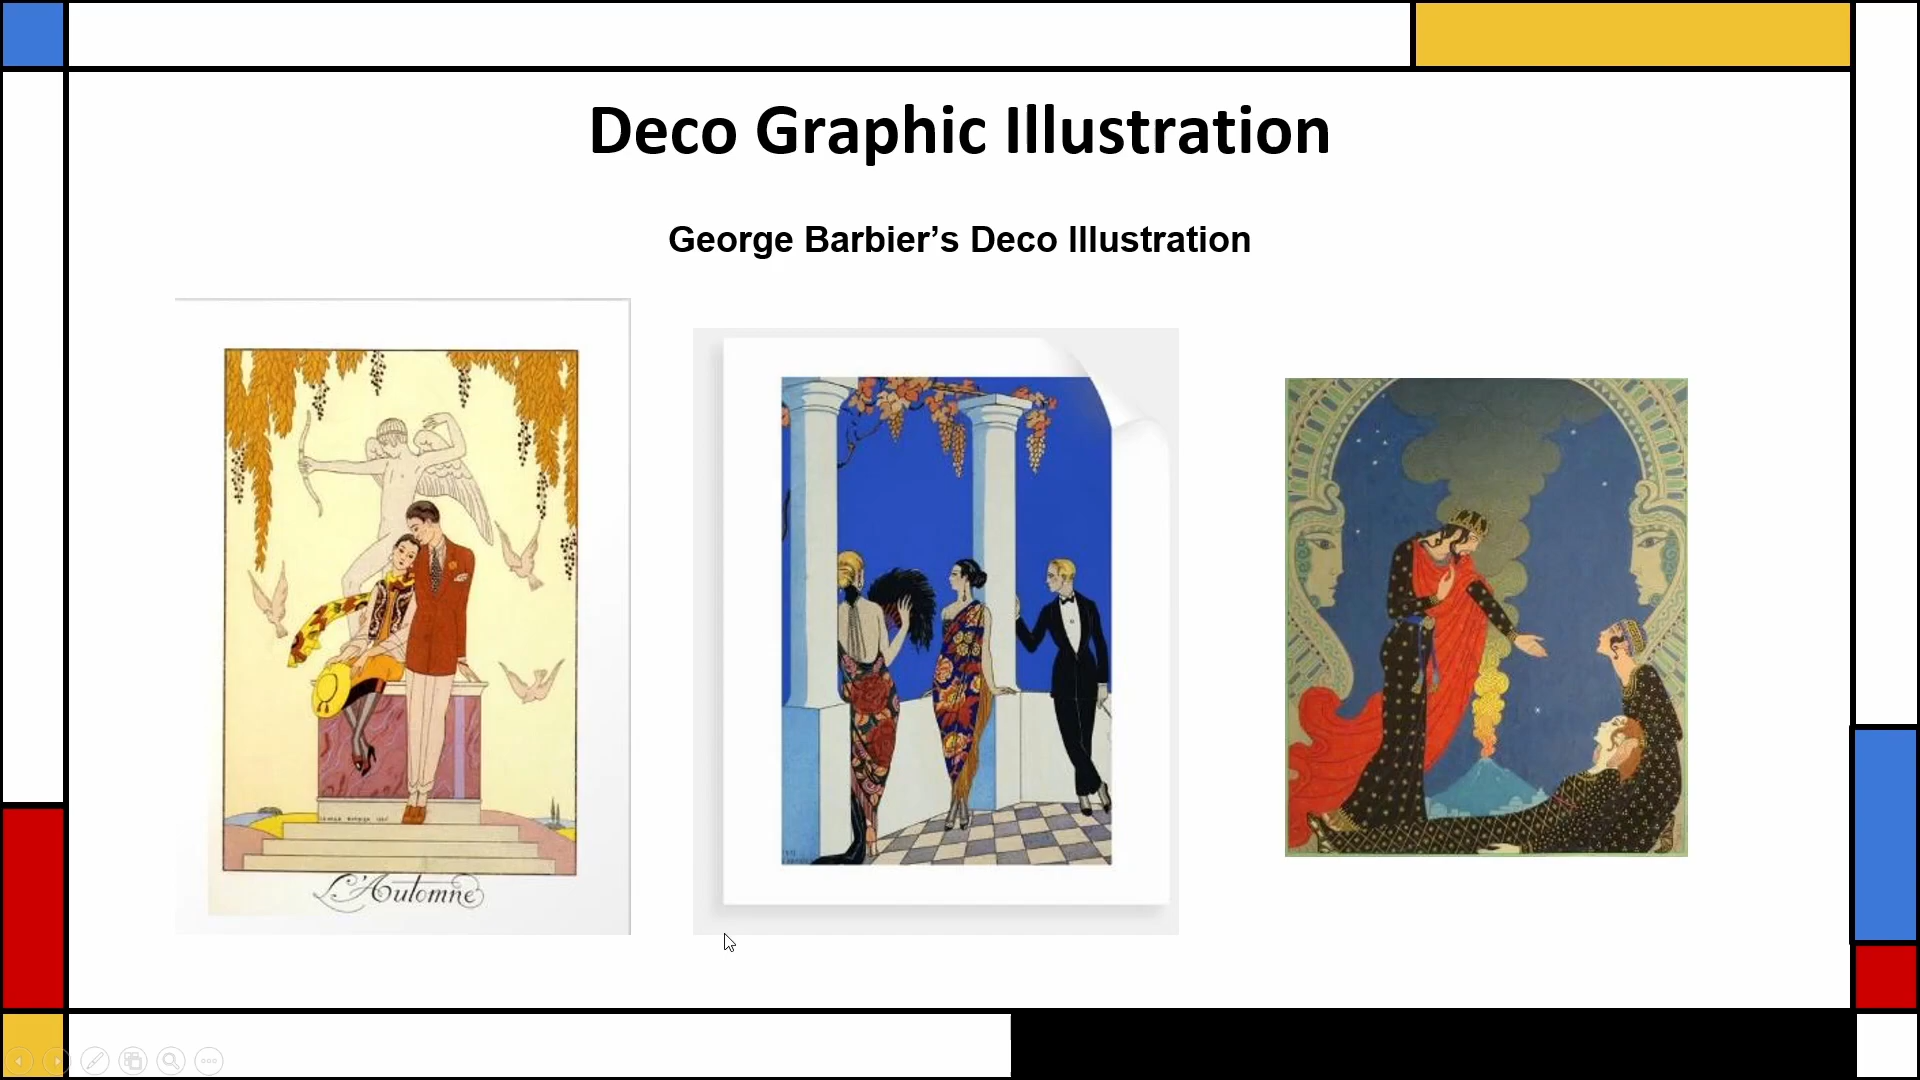 Deco Graphic Illustration
George Barbier’s Deco Illustration
L'Automne